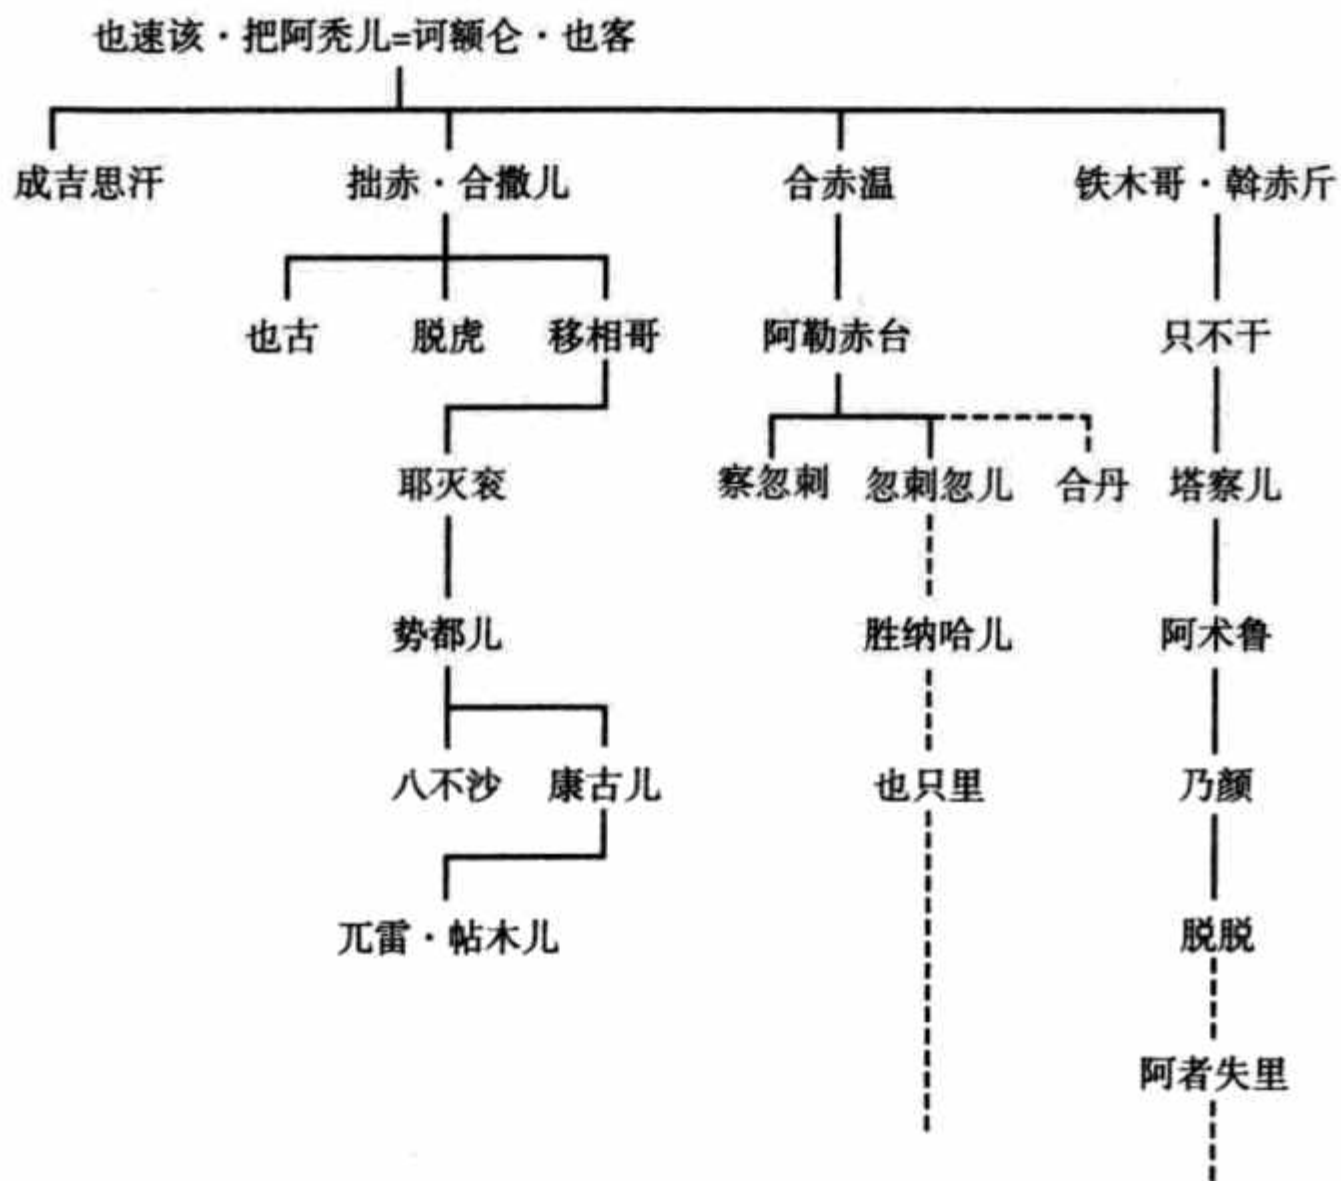 也速该·把阿秃儿=诃额仑·也客
成吉思汗 拙赤·合撒儿 合赤温 铁木哥·斡赤斤
也古 脱虎 移相哥 阿勒赤台 只不干
耶灭衮 察忽剌 忽剌忽儿 合丹 塔察儿
势都儿 胜纳哈儿 阿术鲁
八不沙 康古儿 也只里 乃颜
兀雷·帖木儿 脱脱
阿者失里